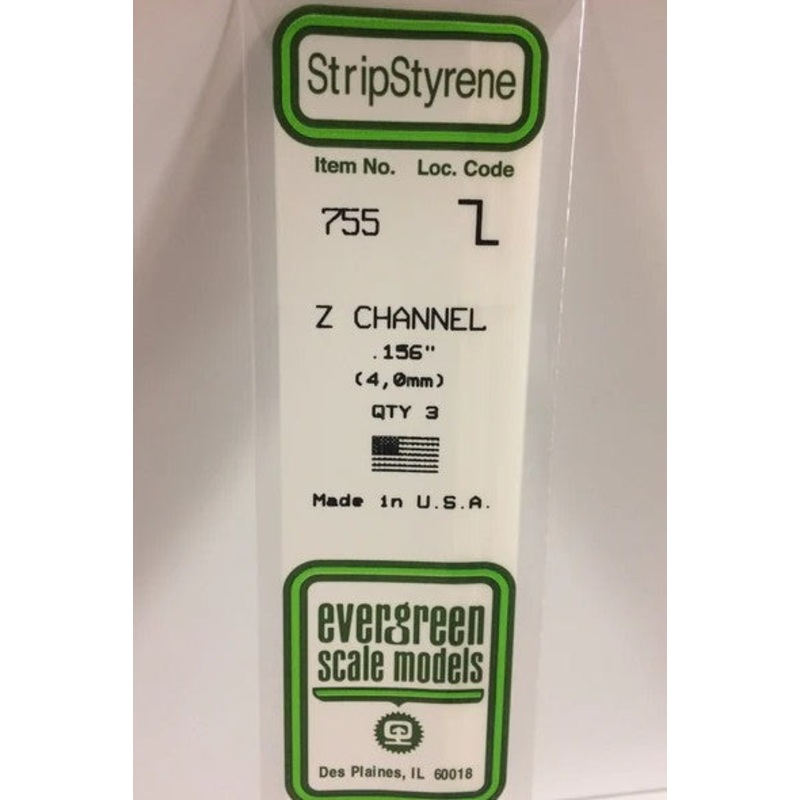 StripStyrene
Item No. Loc. Code
755
Z CHANNEL
.156"
(4,0mm)
QTY 3
Made in U.S.A.
evergreen
scale models
Des Plaines, IL 60018